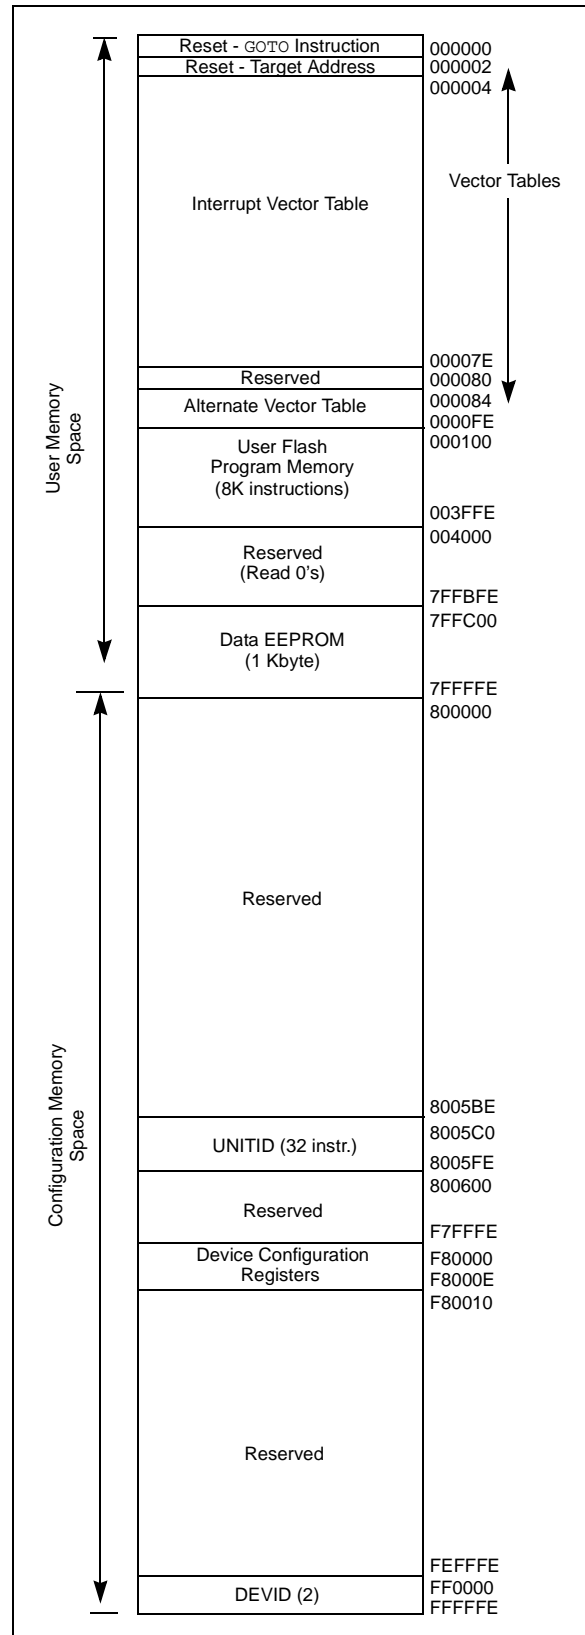 Reset - GOTO Instruction
000000
Reset - Target Address
000002
000004
Vector Tables
Interrupt Vector Table
00007E
Reserved
000080
Alternate Vector Table
000084
0000FE
User Memory
Space
User Flash
Program Memory
(8K instructions)
000100
003FFE
004000
Reserved
(Read 0's)
7FFBFE
7FFC00
Data EEPROM
(1 Kbyte)
7FFFFE
800000
Reserved
Configuration Memory
Space
8005BE
8005C0
UNITID (32 instr.)
8005FE
800600
Reserved
F7FFFE
Device Configuration
Registers
F80000
F8000E
F80010
Reserved
FEFFFE
FF0000
DEVID (2)
FFFFFE